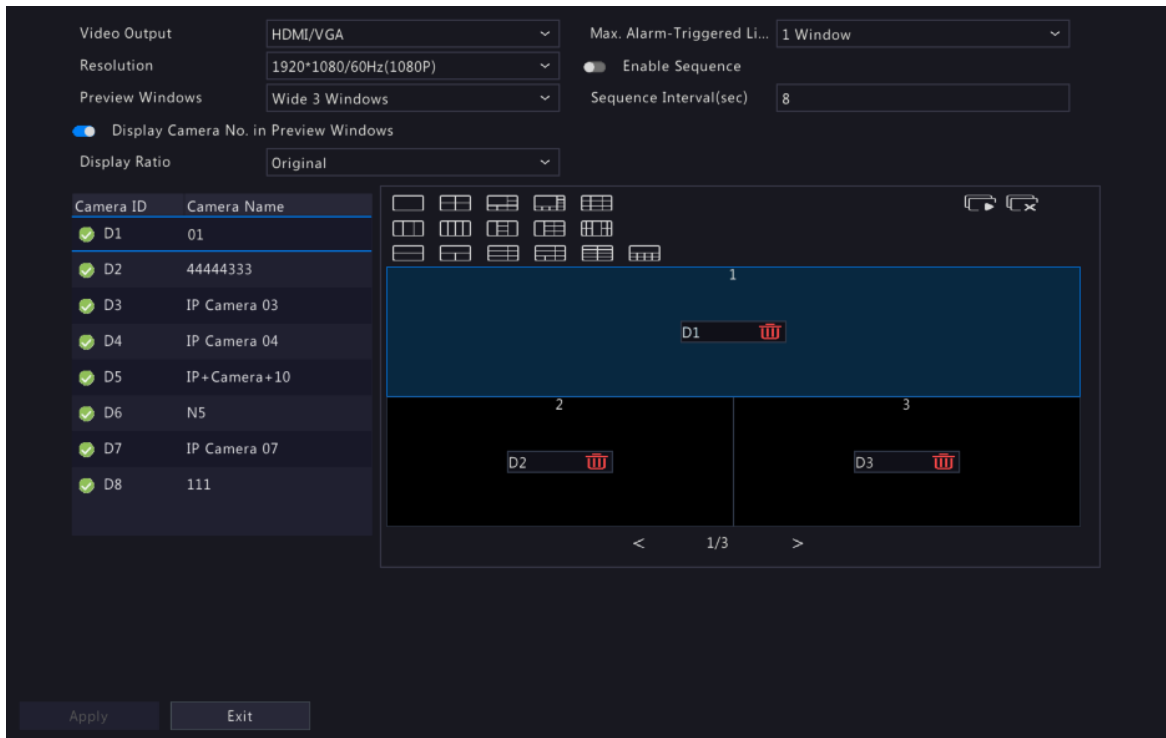 Video Output HDMI/VGA Max. Alarm-Triggered Li... 1 Window
Resolution 1920*1080/60Hz(1080P) Enable Sequence
Preview Windows Wide 3 Windows Sequence Interval(sec) 8
Display Camera No. in Preview Windows
Display Ratio Original
Camera ID Camera Name
D1 01
D2 44444333
D3 IP Camera 03
D4 IP Camera 04
D5 IP+Camera+10
D6 N5
D7 IP Camera 07
D8 111
1
D1
2 3
D2 D3
< 1/3 >
Apply Exit